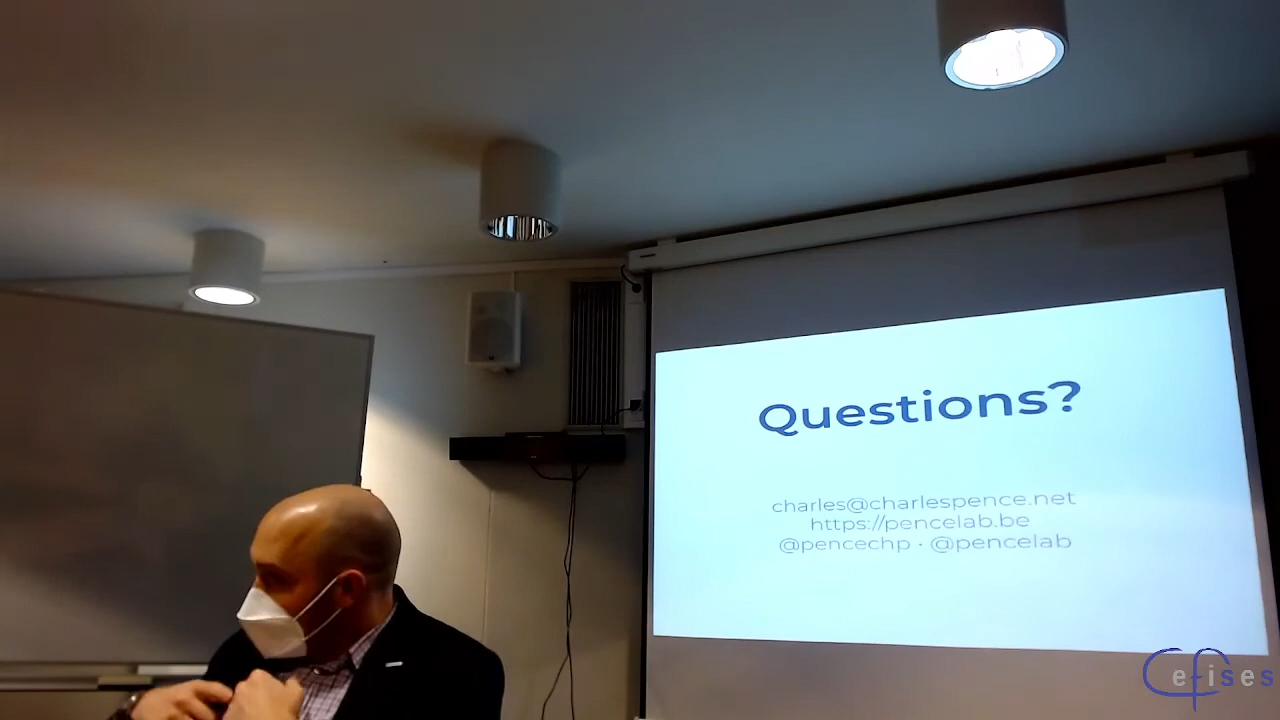 Questions?
charles@charlespence.net
https://pencelab.be
@pencechp · @pencelab
Cefises